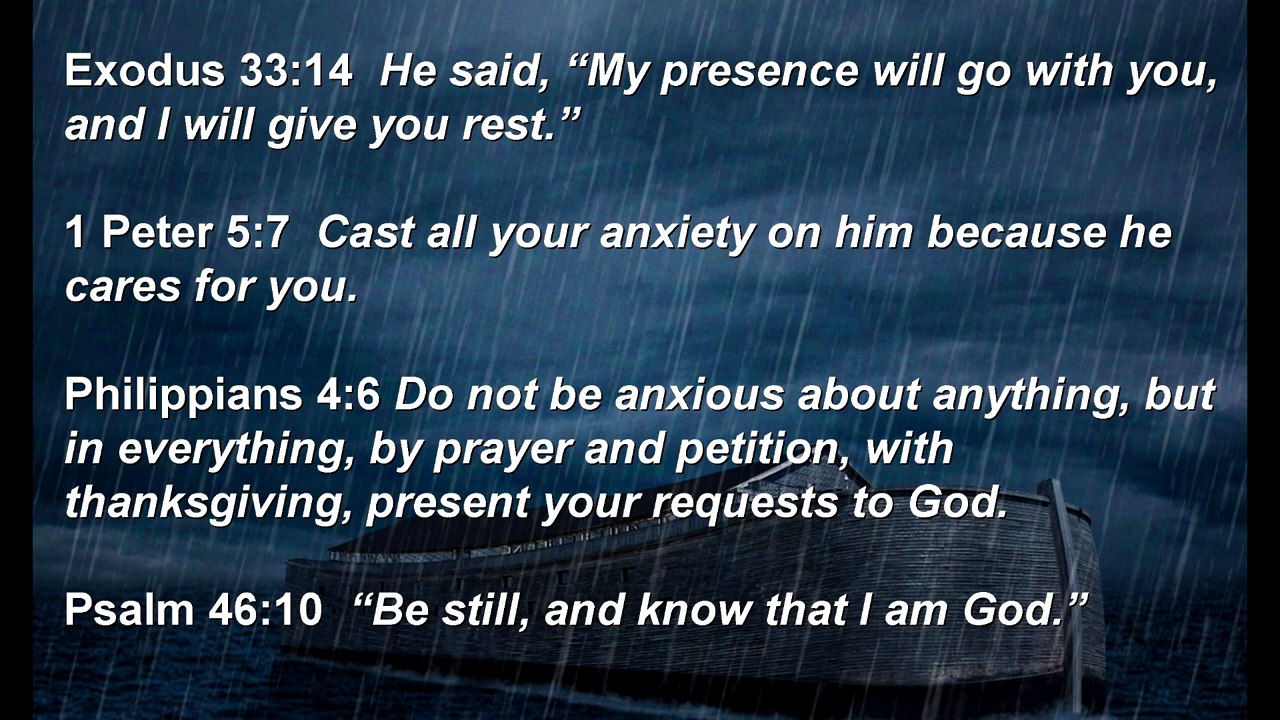 Exodus 33:14  He said, “My presence will go with you,
and I will give you rest.”
1 Peter 5:7  Cast all your anxiety on him because he
cares for you.
Philippians 4:6 Do not be anxious about anything, but
in everything, by prayer and petition, with
thanksgiving, present your requests to God.
Psalm 46:10  “Be still, and know that I am God.”